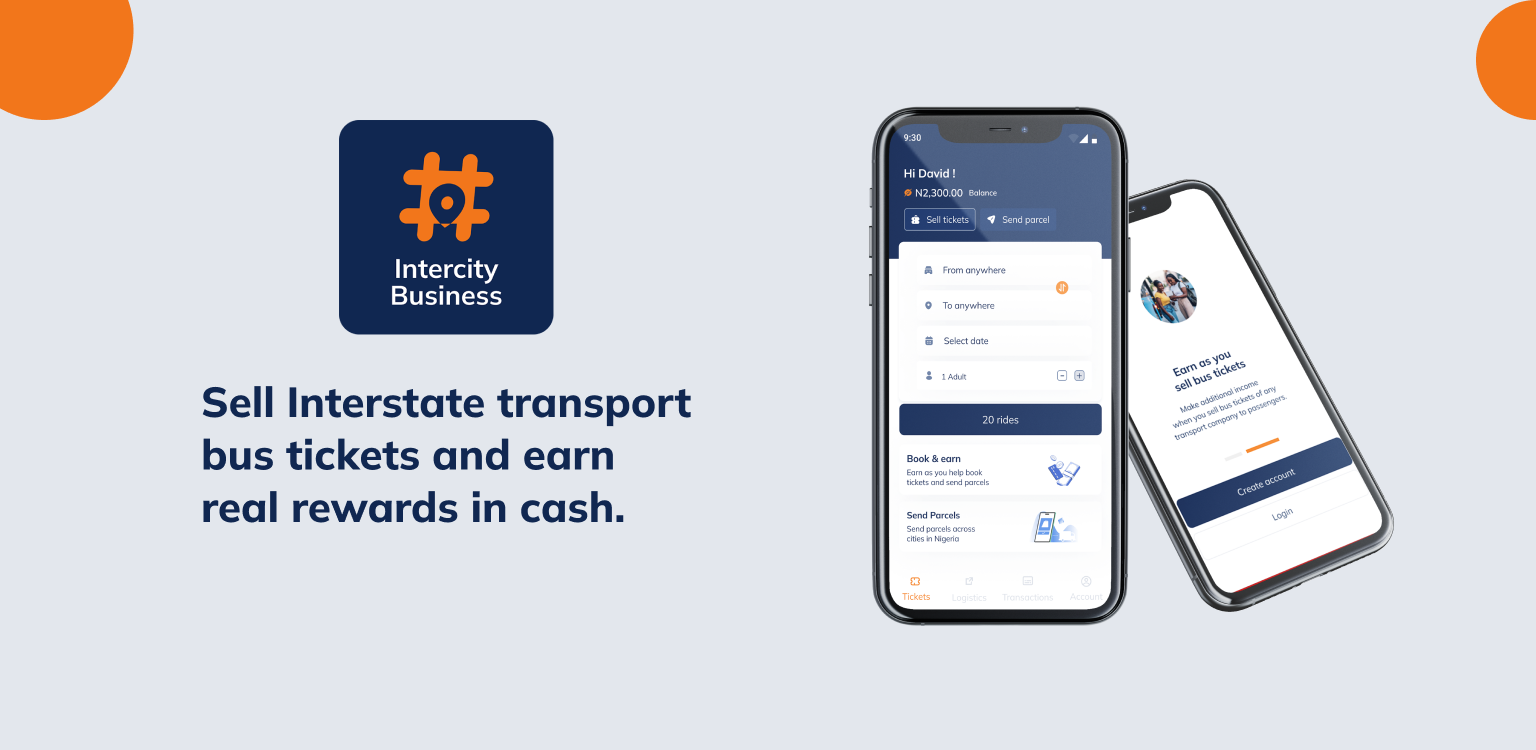 Intercity
Business
Sell Interstate transport
bus tickets and earn
real rewards in cash.
9:30
Hi David !
N2,300.00 Balance
Sell tickets Send parcel
From anywhere
To anywhere
Select date
1 Adult
20 rides
Book & earn
Earn as you help book
tickets and send parcels
Send Parcels
Send parcels across
cities in Nigeria
Tickets Logistics Transactions Account
Earn as you
sell bus tickets
Make additional income
when you sell bus tickets of any
transport company to passengers.
Create account
Login